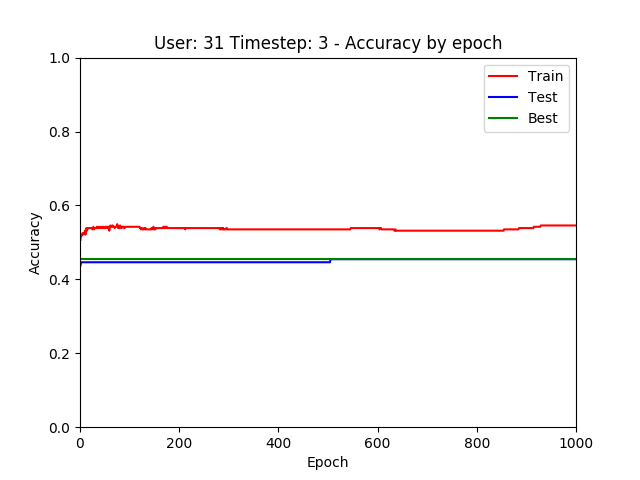 User: 31 Timestep: 3 - Accuracy by epoch
1.0
0.8
0.6
0.4
0.2
0.0
Accuracy
Train
Test
Best
0 200 400 600 800 1000
Epoch